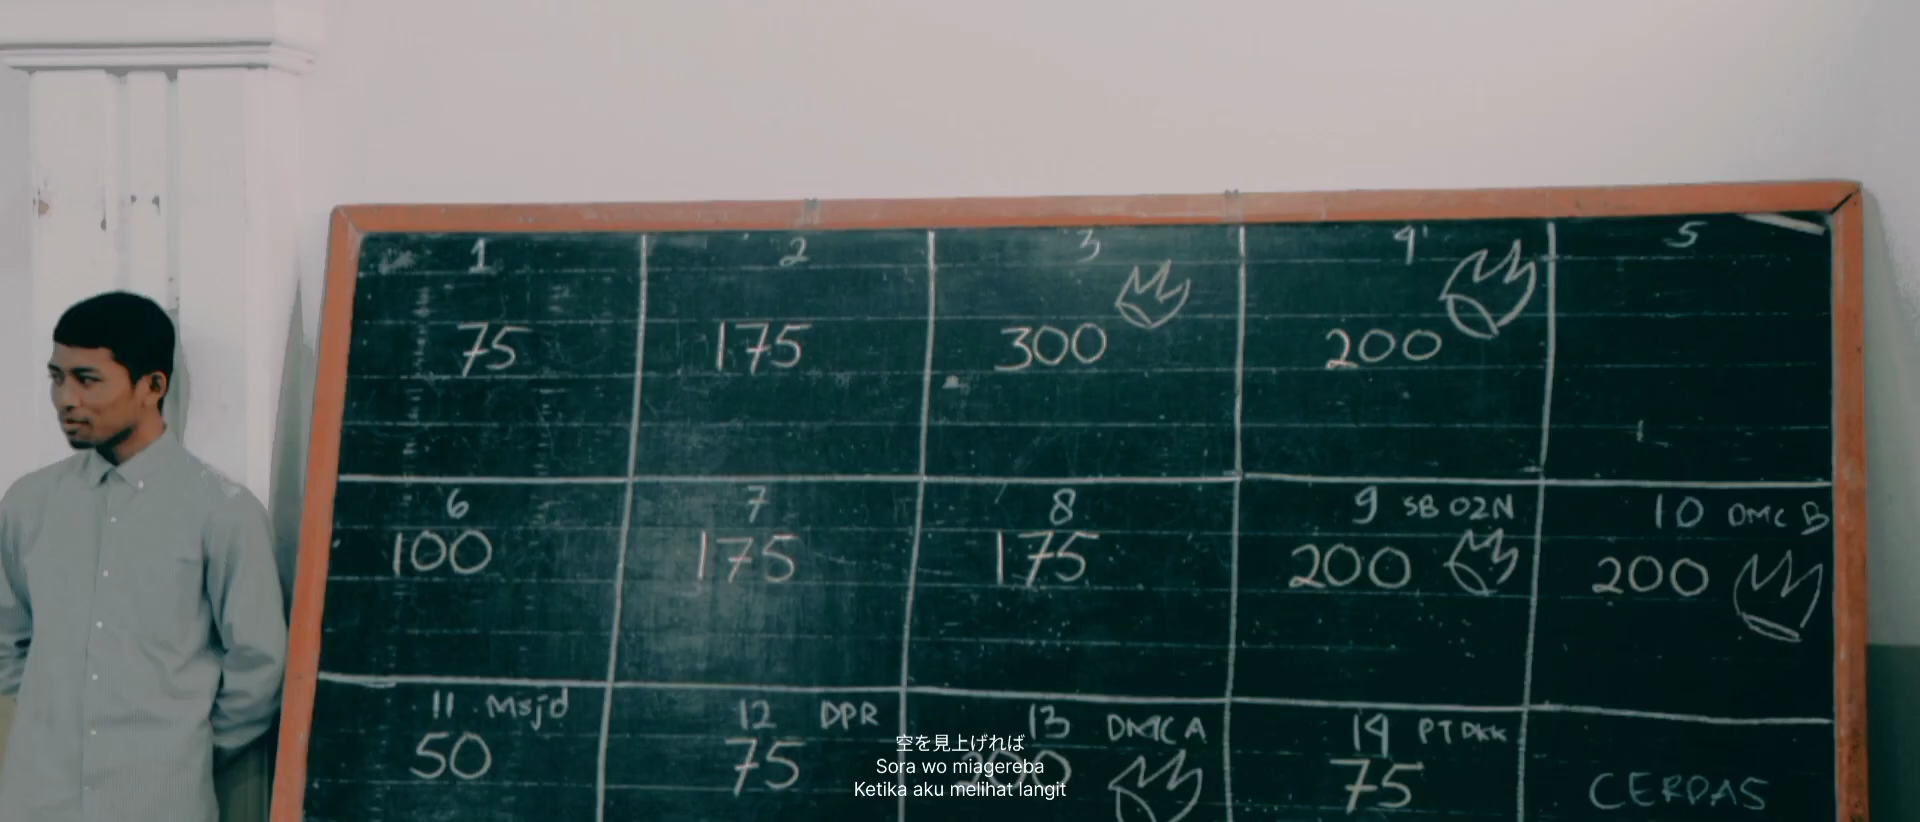 1 2 3 4 5
75 175 300 200
6 7 8 9 SB 02N 10 DMC B
100 175 175 200 200
11 Msjd 12 DPR 13 DMC A 14 PT DKK
50 75 75 CERDAS
空を見上げれば
Sora wo miagereba
Ketika aku melihat langit